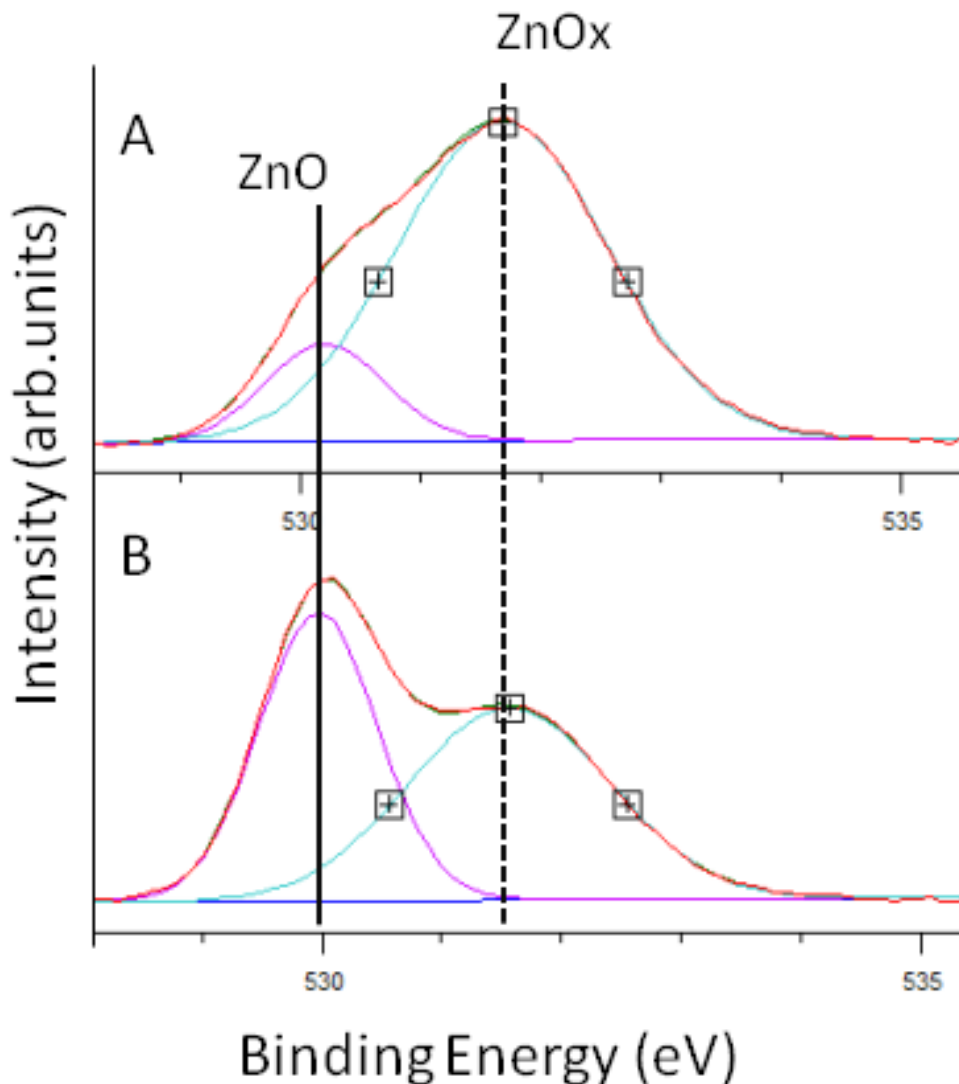 ZnOx
A
ZnO
530
535
B
530
535
Intensity (arb.units)
Binding Energy (eV)